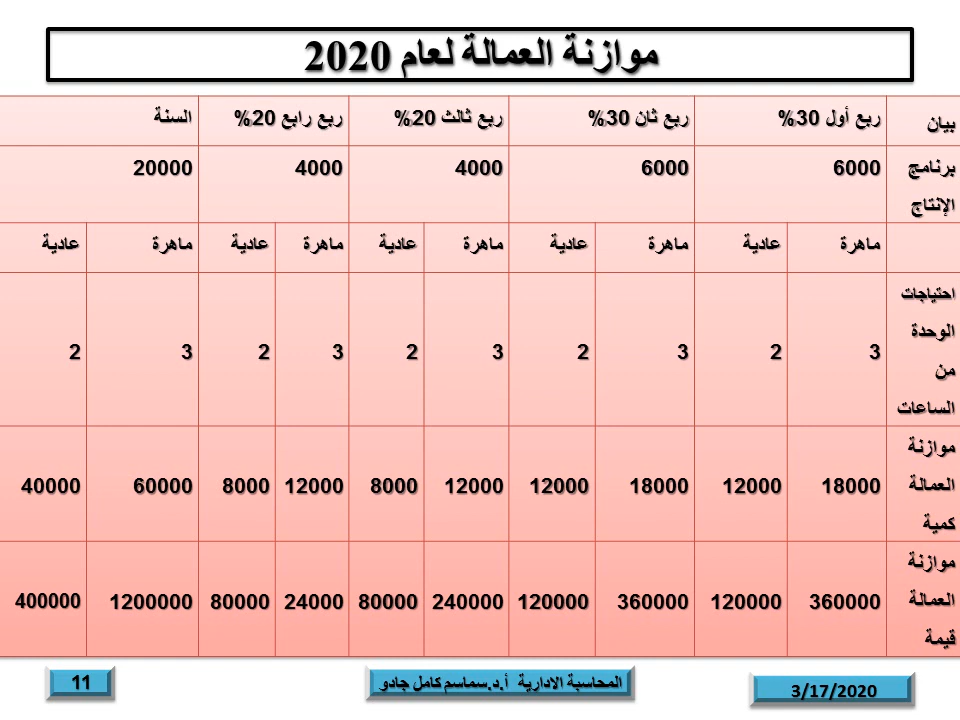 موازنة العمالة لعام 2020
بيان ربع أول 30% ربع ثان 30% ربع ثالث 20% ربع رابع 20% السنة
برنامج الإنتاج 6000 6000 4000 4000 20000
ماهرة عادية ماهرة عادية ماهرة عادية ماهرة عادية ماهرة عادية
احتياجات الوحدة من الساعات 3 2 3 2 3 2 3 2 3 2
موازنة العمالة كمية 18000 12000 18000 12000 12000 8000 12000 8000 60000 40000
موازنة العمالة قيمة 360000 120000 360000 120000 240000 80000 24000 80000 1200000 400000
3/17/2020 المحاسبة الادارية أ.د.سماسم كامل جادو 11